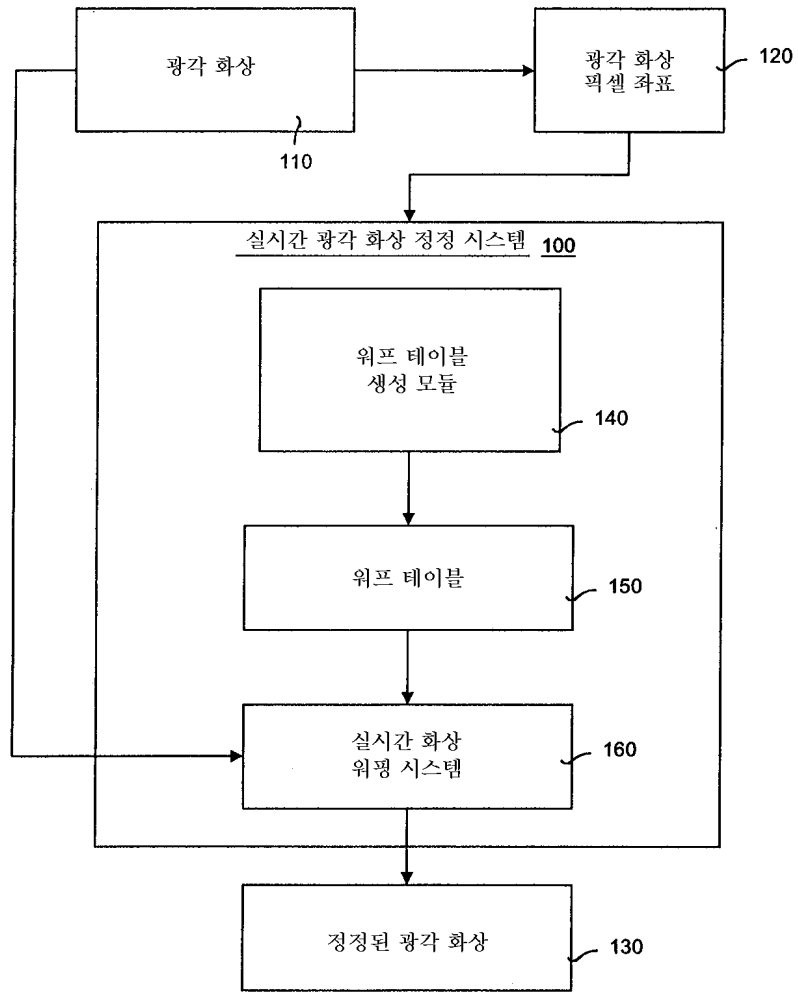 광각 화상
110
광각 화상
픽셀 좌표
120
실시간 광각 화상 정정 시스템 100
워프 테이블
생성 모듈
140
워프 테이블
150
실시간 화상
워핑 시스템
160
정정된 광각 화상
130